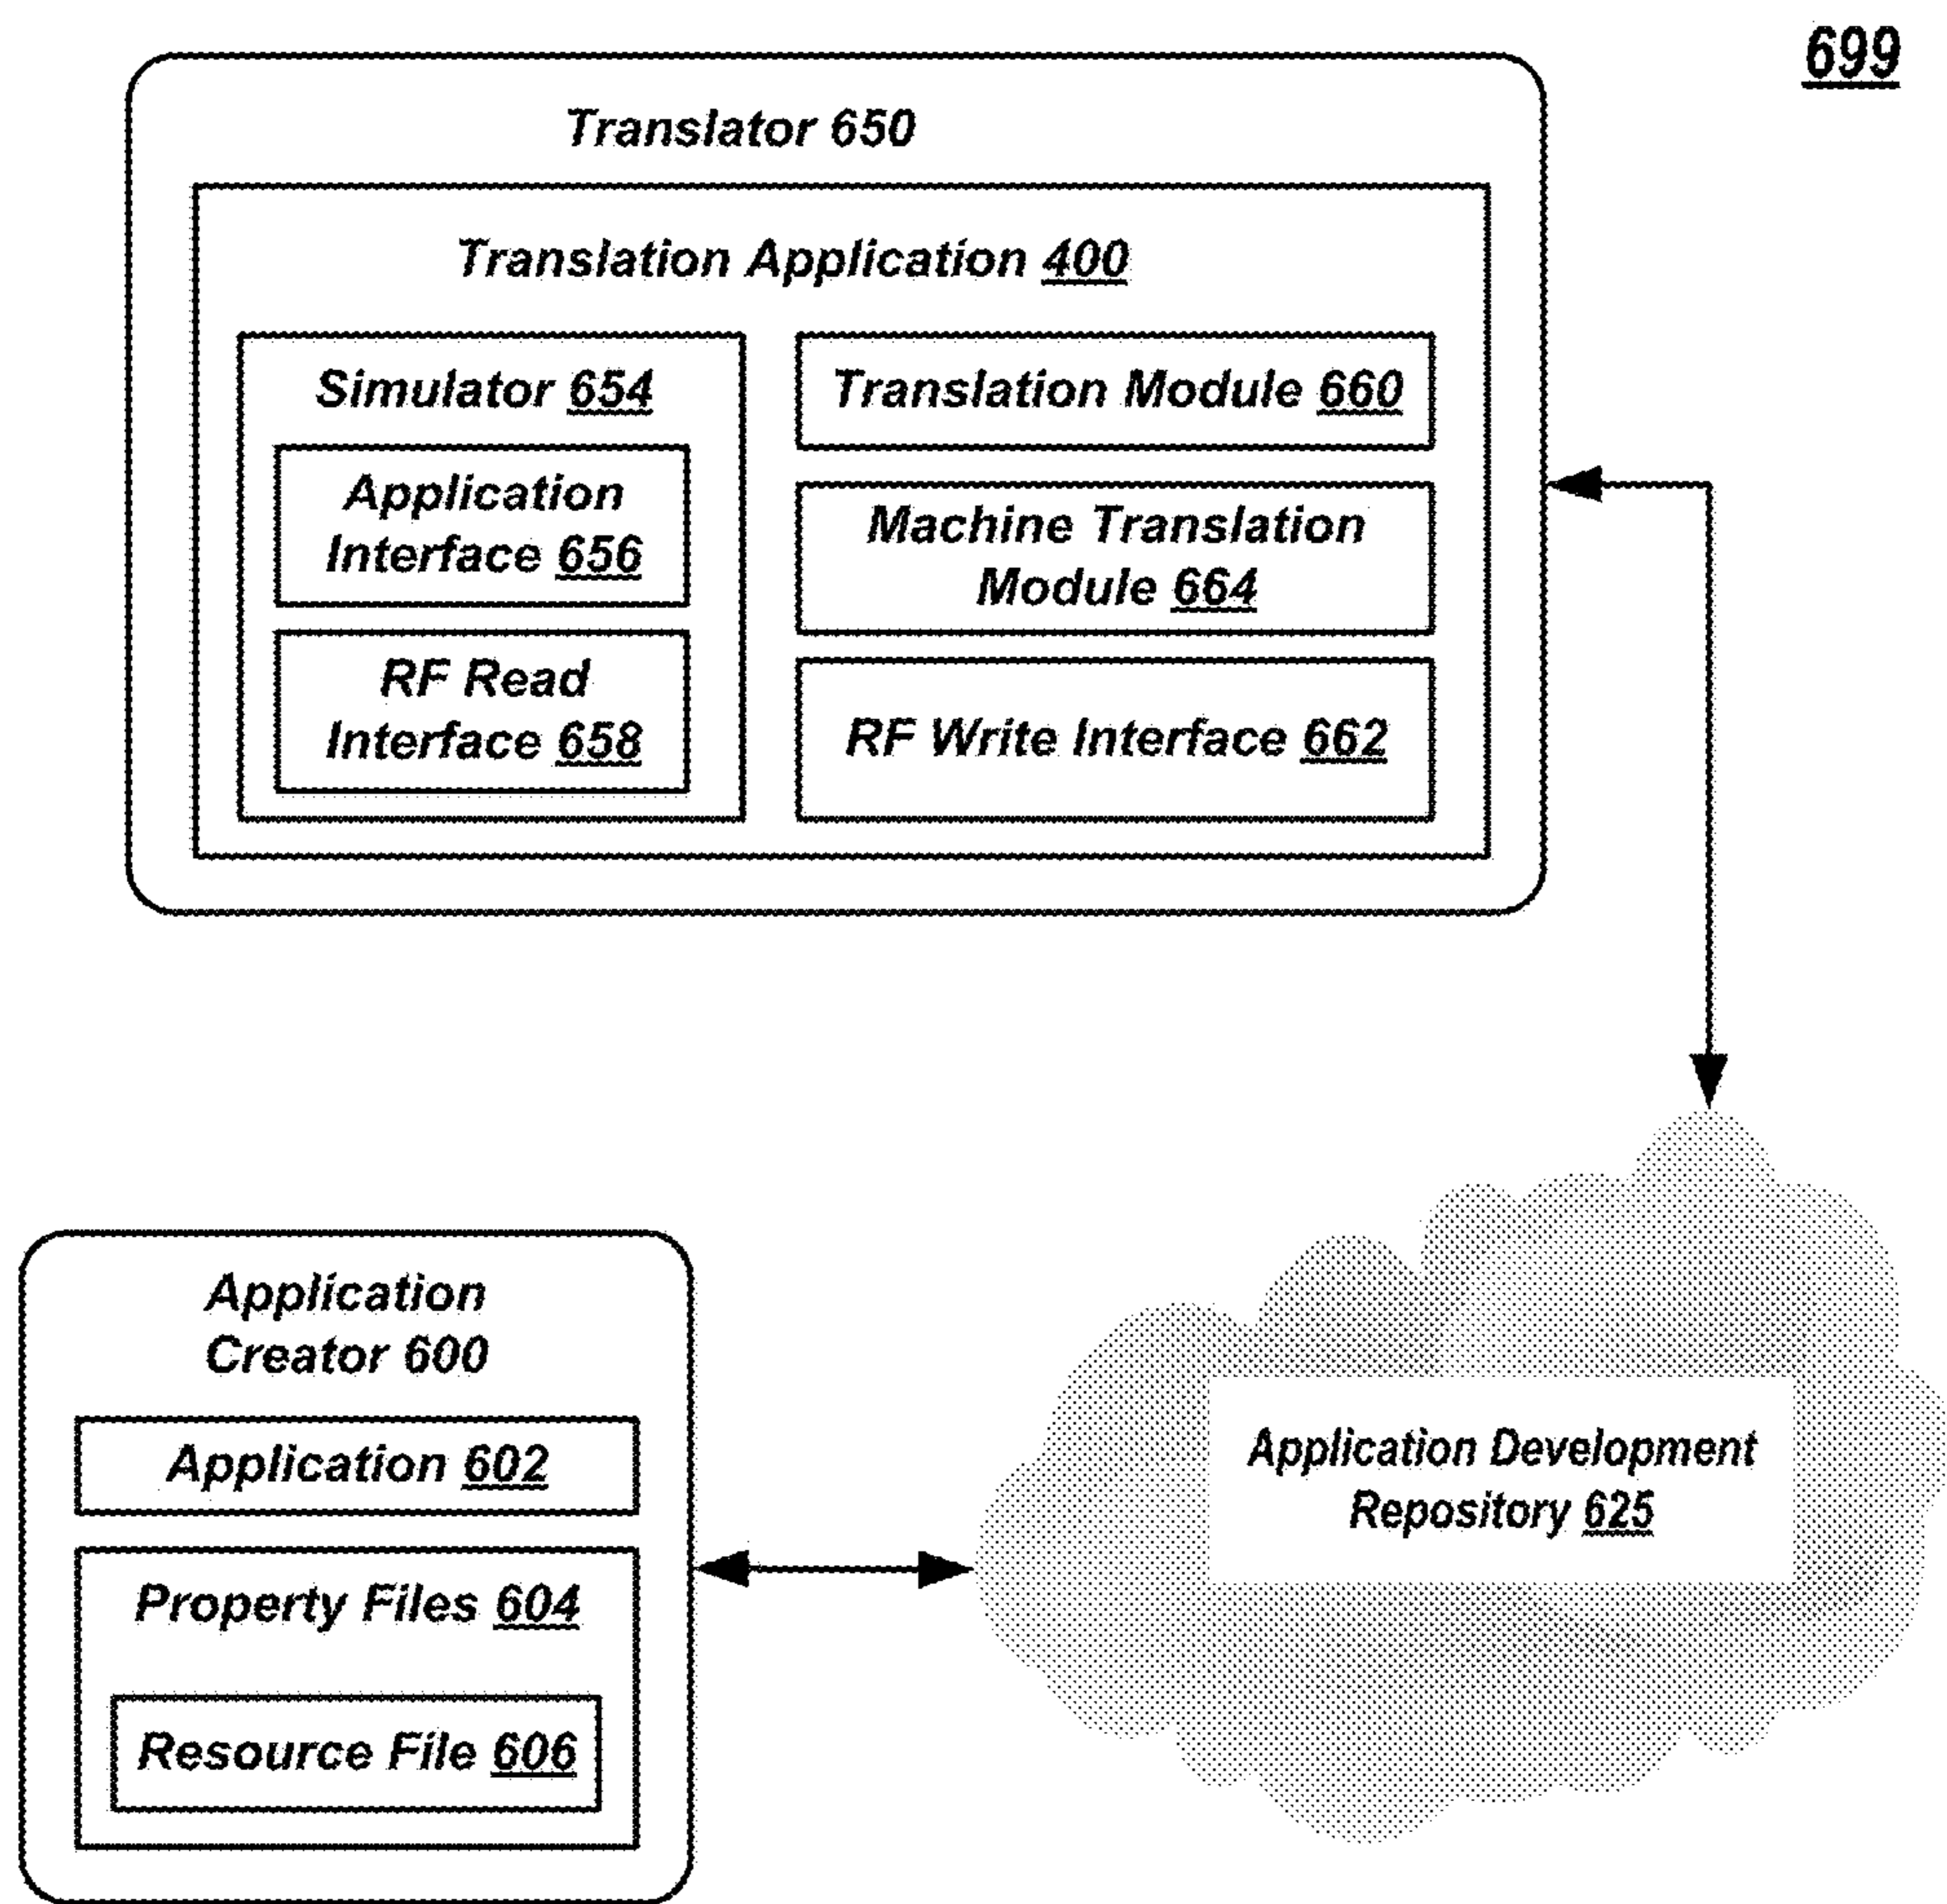 699
Translator 650
Translation Application 400
Simulator 654
Application
Interface 656
RF Read
Interface 658
Translation Module 660
Machine Translation
Module 664
RF Write Interface 662
Application
Creator 600
Application 602
Property Files 604
Resource File 606
Application Development
Repository 625